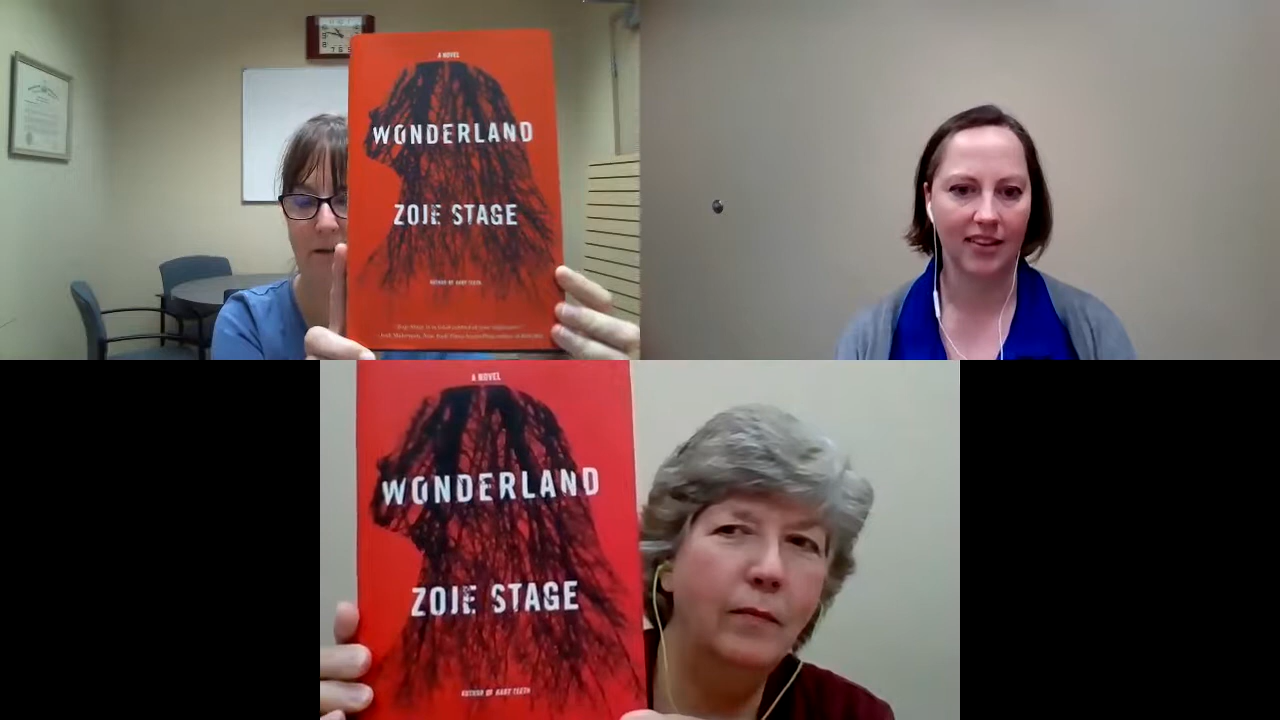 A NOVEL
WONDERLAND
ZOJE STAGE
AUTHOR OF BABY TEETH
A NOVEL
WONDERLAND
ZOJE STAGE
AUTHOR OF BABY TEETH